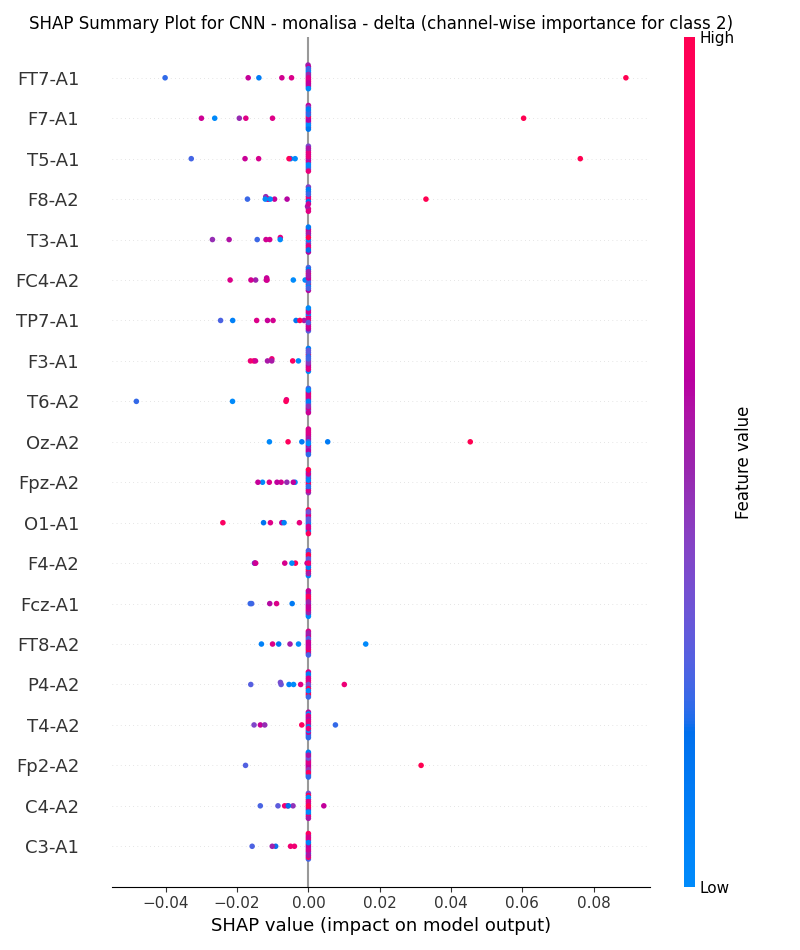 SHAP Summary Plot for CNN - monalisa - delta (channel-wise importance for class 2)
High
FT7-A1
F7-A1
T5-A1
F8-A2
T3-A1
FC4-A2
TP7-A1
F3-A1
T6-A2
Oz-A2
Fpz-A2
O1-A1
F4-A2
Fcz-A1
FT8-A2
P4-A2
T4-A2
Fp2-A2
C4-A2
C3-A1
Feature value
Low
−0.04 −0.02 0.00 0.02 0.04 0.06 0.08
SHAP value (impact on model output)